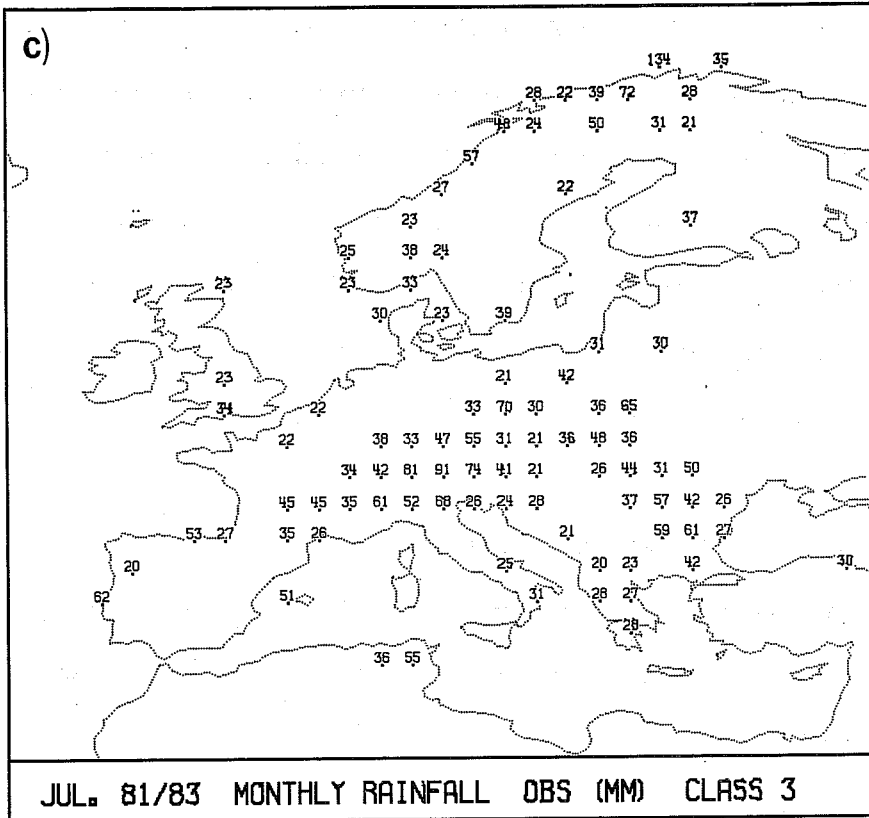 c)
134 35
28 22 39 72 28
48 24 50 31 21
57
27 22
23 37
25 38 24
23 23 33
30 23 39
31 30
23 21 42
34 22 33 70 30 36 65
22 38 33 47 55 31 21 36 48 36
34 42 81 91 74 41 21 26 44 31 50
45 45 35 61 52 68 26 24 28 37 57 42 26
53 27 35 26 21 59 61 27
20 25 20 23 42 30
62 51 31 28 27
28
36 55
JUL. 81/83 MONTHLY RAINFALL OBS (MM) CLASS 3